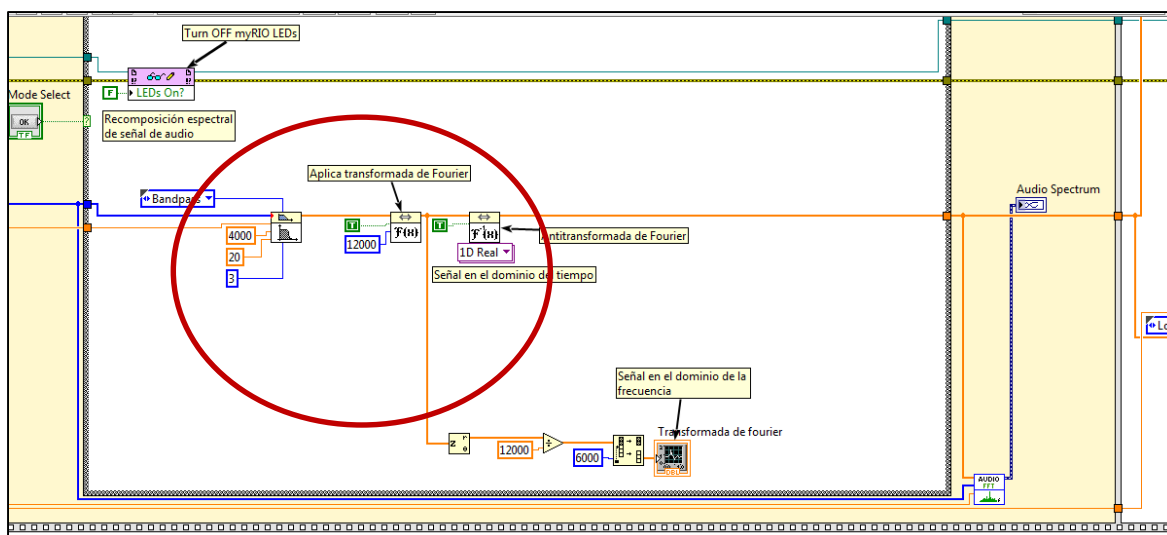 Turn OFF myRIO LEDs
LEDs On?
F
Mode Select
OK
TF
?
Recomposición espectral
de señal de audio
Aplica transformada de Fourier
Bandpass
T
T
4000
12000
20
3
Antitransformada de Fourier
1D Real
Señal en el dominio del tiempo
Audio Spectrum
Señal en el dominio de la
frecuencia
Transformada de fourier
12000
6000
DBL
AUDIO
FFT